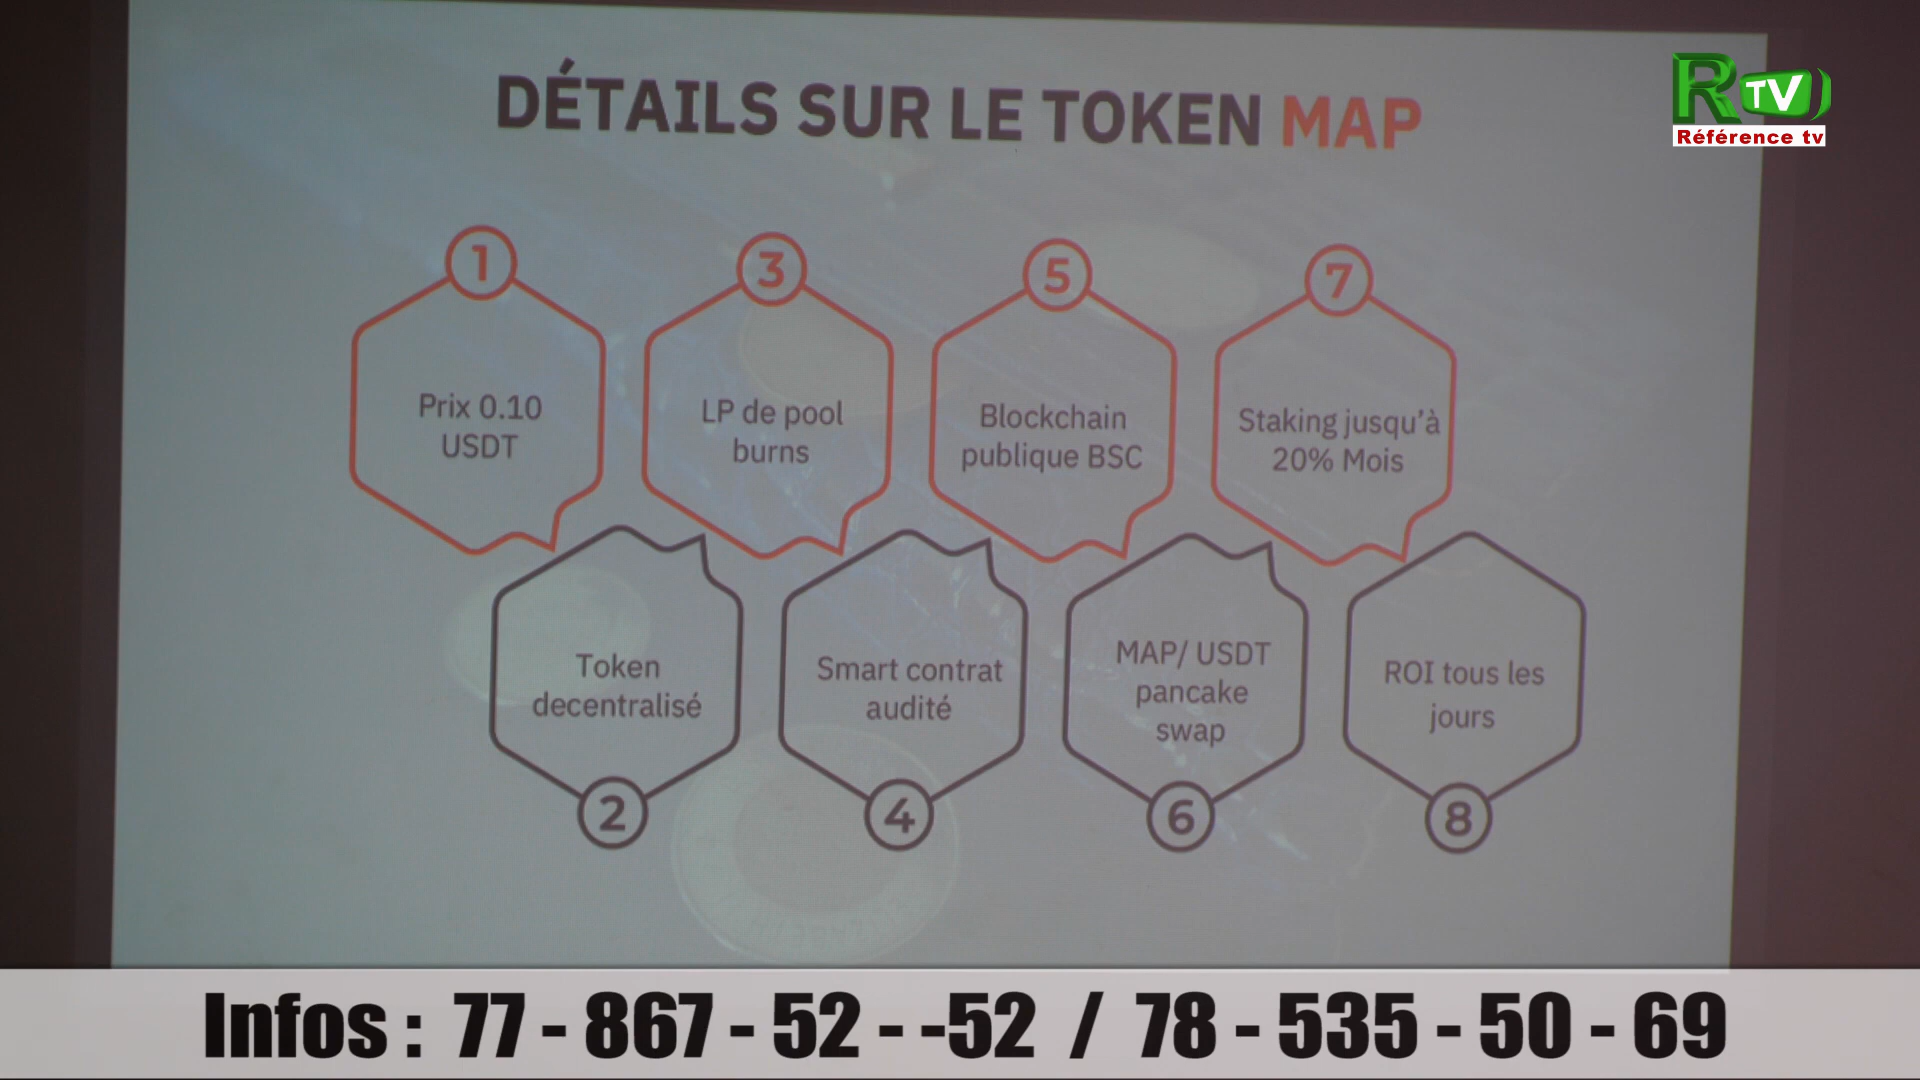 DÉTAILS SUR LE TOKEN MAP
R TV
Référence tv
1
Prix 0.10
USDT
2
Token
decentralisé
3
LP de pool
burns
4
Smart contrat
audité
5
Blockchain
publique BSC
6
MAP/ USDT
pancake
swap
7
Staking jusqu'à
20% Mois
8
ROI tous les
jours
Infos : 77 - 867 - 52 - -52 / 78 - 535 - 50 - 69